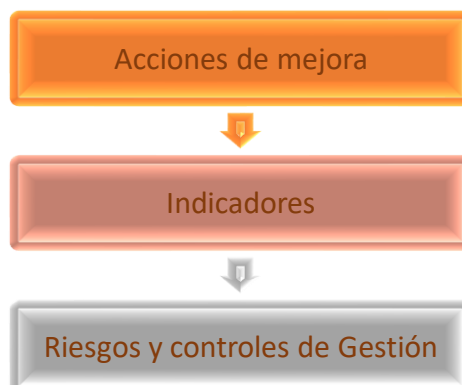 Acciones de mejora
Indicadores
Riesgos y controles de Gestión